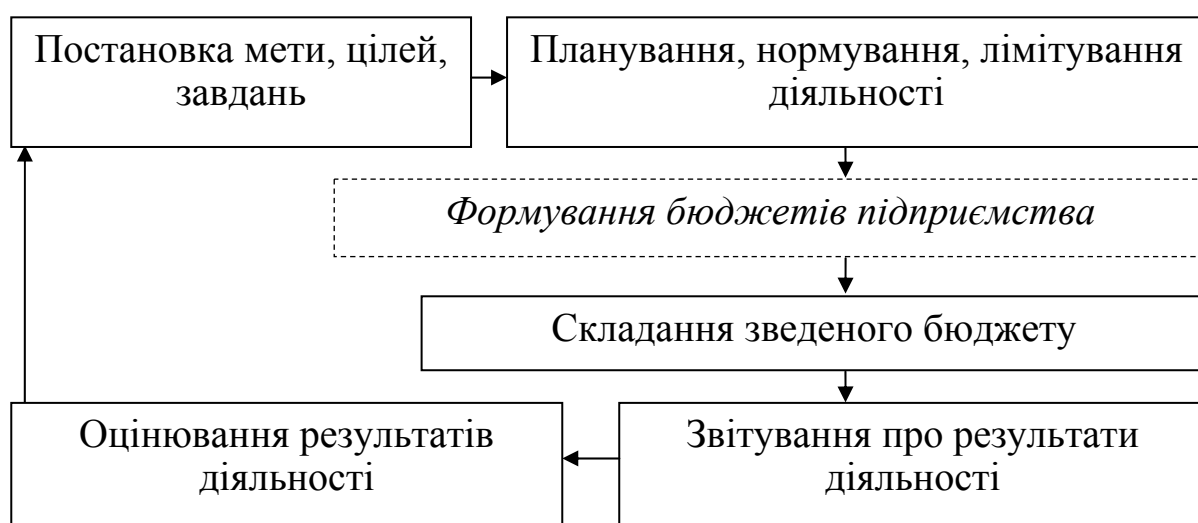 Постановка мети, цілей,
завдань
Планування, нормування, лімітування
діяльності
Формування бюджетів підприємства
Складання зведеного бюджету
Оцінювання результатів
діяльності
Звітування про результати
діяльності